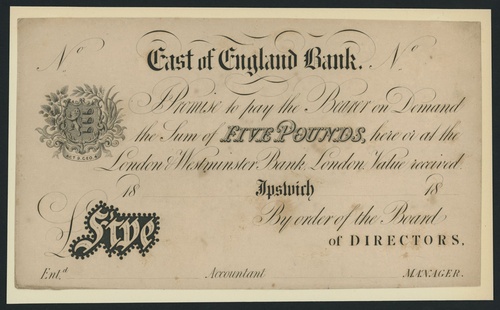 Nº East of England Bank. Nº
I Promise to pay the Bearer on Demand
the Sum of FIVE POUNDS, here or at the
London & Westminster Bank, London. Value received.
18 Ipswich 18
By order of the Board
of DIRECTORS.
£ Five
Ent.d Accountant MANAGER.